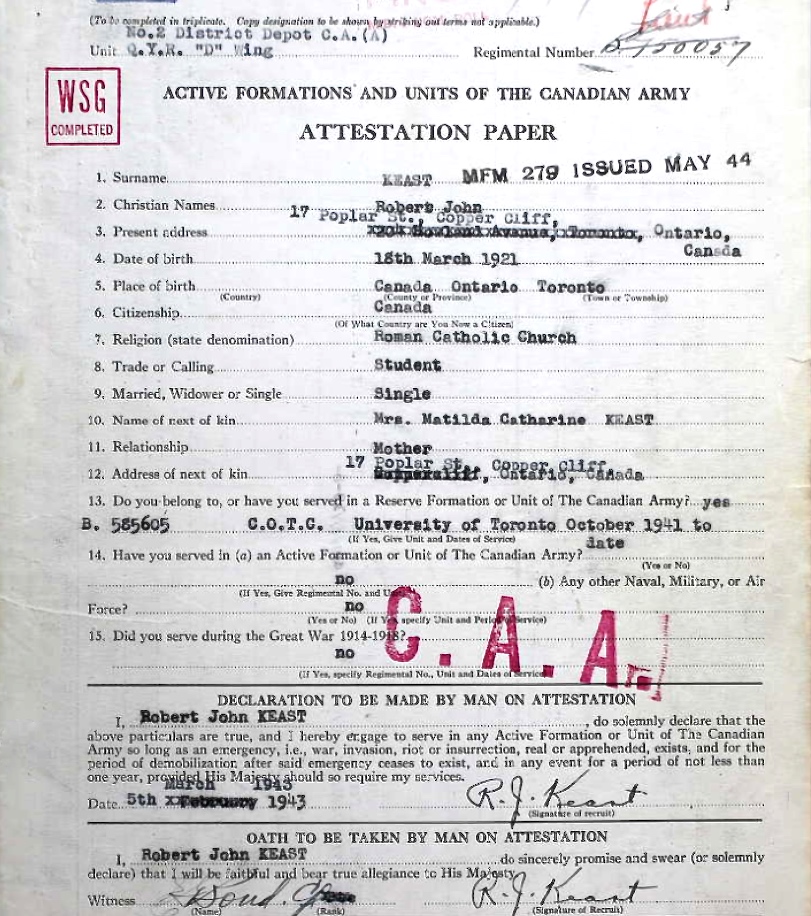 (To be completed in triplicate. Copy designation to be shown by striking out terms not applicable.)
No.2 District Depot C.A.(A)
Unit Q.Y.R. "D" Wing Regimental Number B 150057
WSG
COMPLETED
ACTIVE FORMATIONS AND UNITS OF THE CANADIAN ARMY
ATTESTATION PAPER
MFM 279 ISSUED MAY 44
1. Surname KEAST
2. Christian Names Robert John
17 Poplar St., Copper Cliff,
3. Present address Ontario,
Canada
4. Date of birth 18th March 1921
5. Place of birth Canada Ontario Toronto
(Country) (County or Province) (Town or Township)
6. Citizenship Canada
(Of What Country are You Now a Citizen)
7. Religion (state denomination) Roman Catholic Church
8. Trade or Calling Student
9. Married, Widower or Single Single
10. Name of next of kin Mrs. Matilda Catharine KEAST
11. Relationship Mother
17 Poplar St., Copper Cliff,
12. Address of next of kin Ontario, Canada
13. Do you belong to, or have you served in a Reserve Formation or Unit of The Canadian Army? yes
B. 585605 C.O.T.C. University of Toronto October 1941 to
(If Yes, Give Unit and Dates of Service) date
14. Have you served in (a) an Active Formation or Unit of The Canadian Army?
(Yes or No)
no (b) Any other Naval, Military, or Air
(If Yes, Give Regimental No. and Unit)
Force? no
(Yes or No) (If Yes, specify Unit and Period of Service)
15. Did you serve during the Great War 1914-1918?
no
(If Yes, specify Regimental No., Unit and Dates of Service)
C. A. A.
DECLARATION TO BE MADE BY MAN ON ATTESTATION
I, Robert John KEAST, do solemnly declare that the
above particulars are true, and I hereby engage to serve in any Active Formation or Unit of The Canadian
Army so long as an emergency, i.e., war, invasion, riot or insurrection, real or apprehended, exists, and for the
period of demobilization after said emergency ceases to exist, and in any event for a period of not less than
one year, provided His Majesty should so require my services.
March 1943
Date 5th February 1943 R. J. Keast
(Signature of recruit)
OATH TO BE TAKEN BY MAN ON ATTESTATION
I, Robert John KEAST do sincerely promise and swear (or solemnly
declare) that I will be faithful and bear true allegiance to His Majesty.
Witness R. J. Keast
(Name) (Rank) (Signature of Recruit)